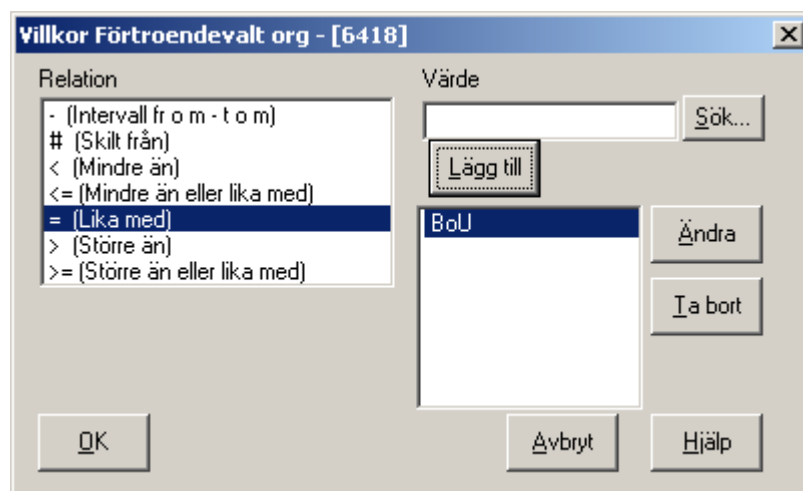 Villkor Förtroendevalt org - [6418]
Relation
- (Intervall fr o m - t o m)
# (Skilt från)
< (Mindre än)
<= (Mindre än eller lika med)
= (Lika med)
> (Större än)
>= (Större än eller lika med)
Värde
Sök...
Lägg till
BoU
Ändra
Ta bort
OK
Avbryt
Hjälp